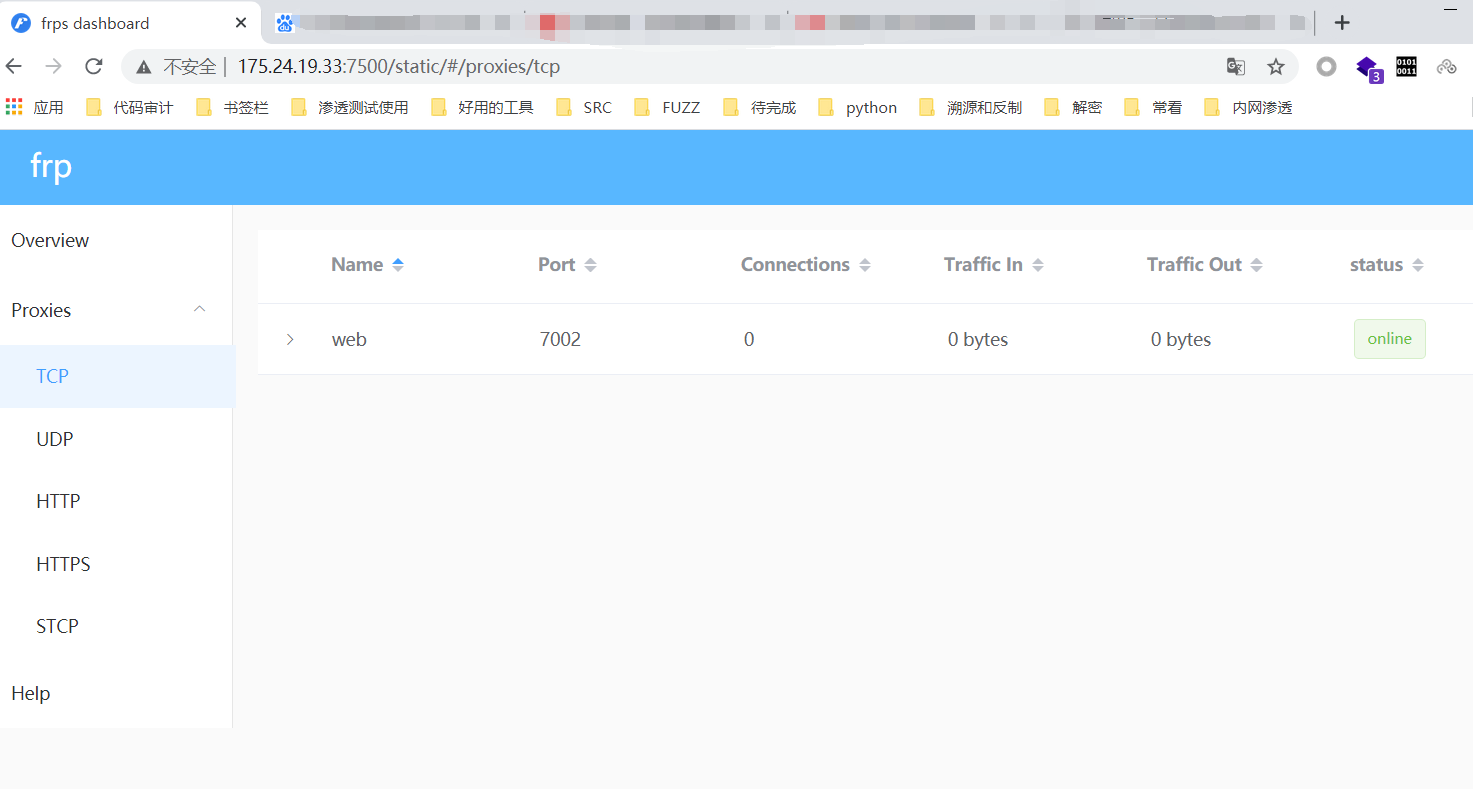 frps dashboard
不安全 | 175.24.19.33:7500/static/#/proxies/tcp
3
0101
0011
应用 代码审计 书签栏 渗透测试使用 好用的工具 SRC FUZZ 待完成 python 溯源和反制 解密 常看 内网渗透
frp
Overview
Proxies
TCP
UDP
HTTP
HTTPS
STCP
Help
Name Port Connections Traffic In Traffic Out status
web 7002 0 0 bytes 0 bytes online